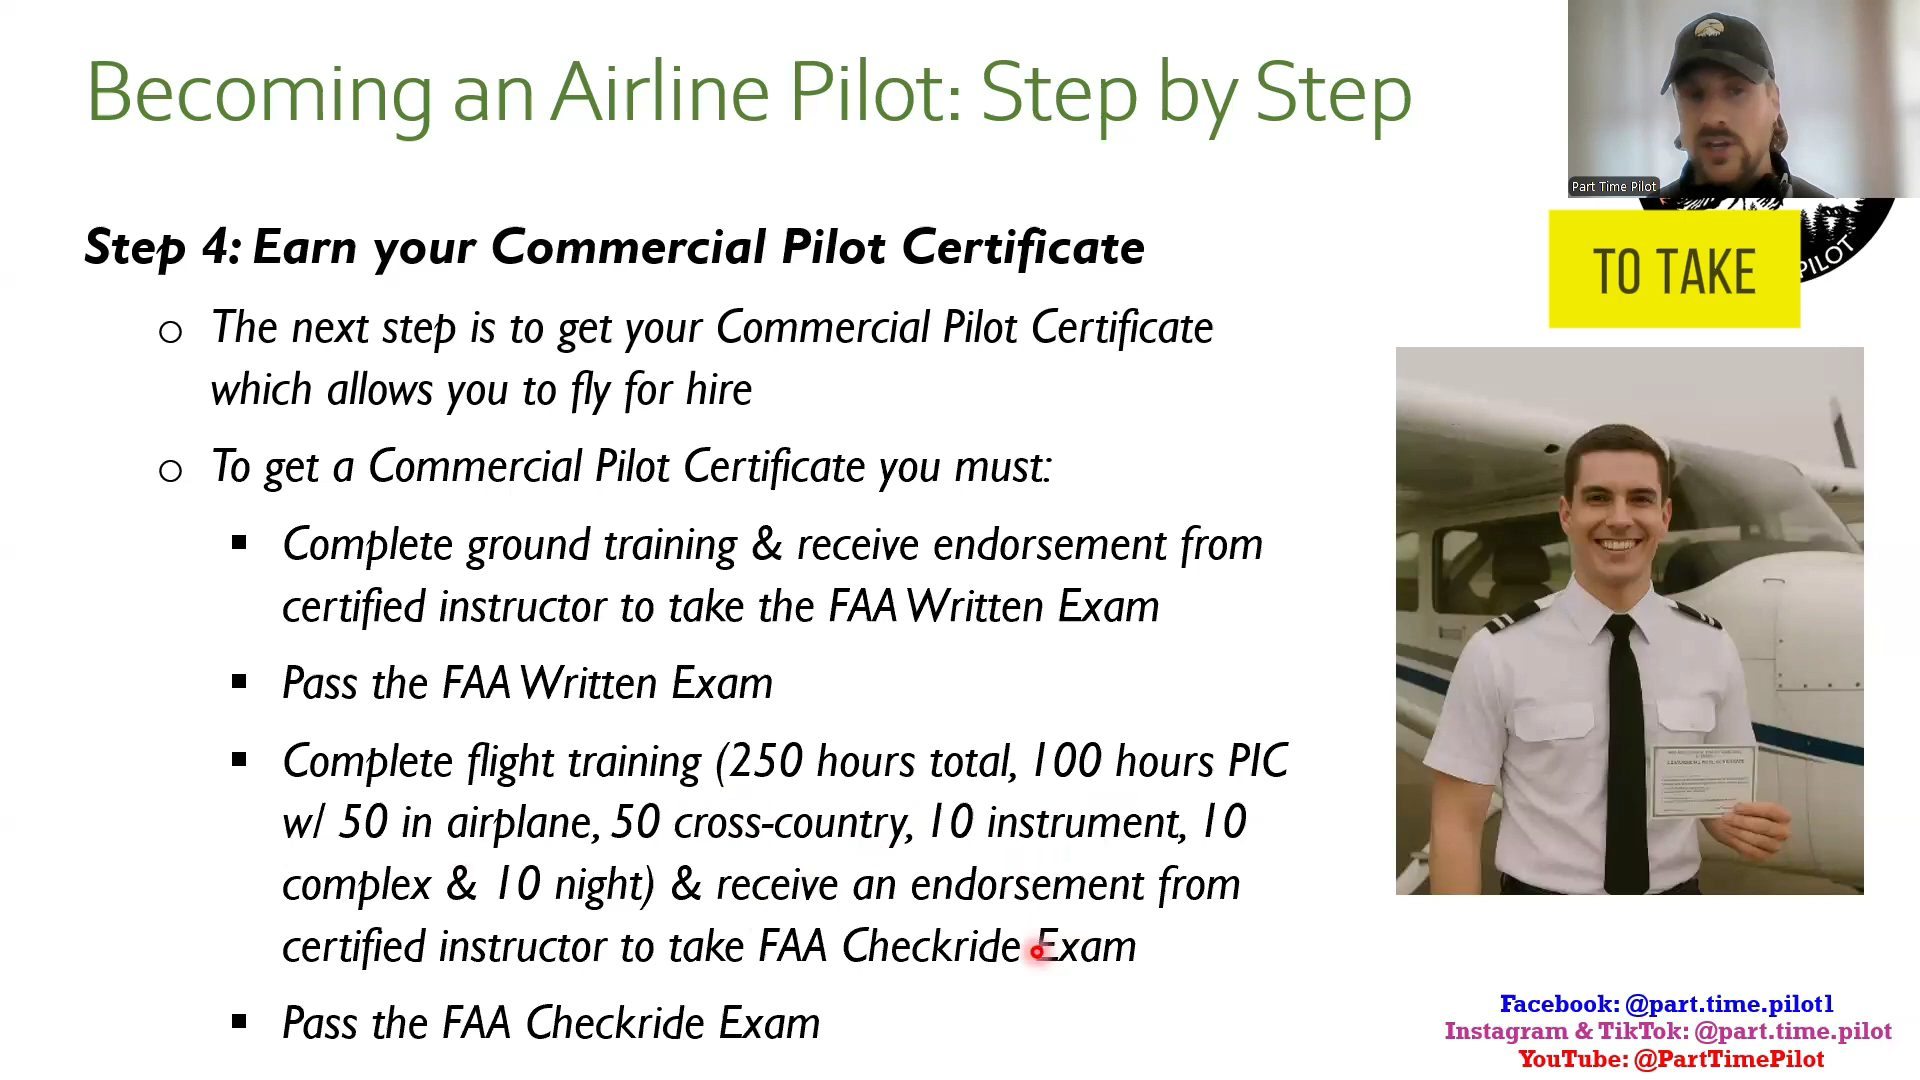 Becoming an Airline Pilot: Step by Step
Part Time Pilot
PILOT
TO TAKE
Step 4: Earn your Commercial Pilot Certificate
o The next step is to get your Commercial Pilot Certificate
which allows you to fly for hire
o To get a Commercial Pilot Certificate you must:
▪ Complete ground training & receive endorsement from
certified instructor to take the FAA Written Exam
▪ Pass the FAA Written Exam
▪ Complete flight training (250 hours total, 100 hours PIC
w/ 50 in airplane, 50 cross-country, 10 instrument, 10
complex & 10 night) & receive an endorsement from
certified instructor to take FAA Checkride Exam
▪ Pass the FAA Checkride Exam
Facebook: @part.time.pilot1
Instagram & TikTok: @part.time.pilot
YouTube: @PartTimePilot